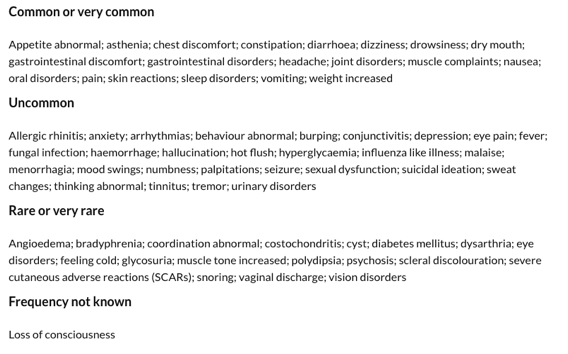 Common or very common
Appetite abnormal; asthenia; chest discomfort; constipation; diarrhoea; dizziness; drowsiness; dry mouth;
gastrointestinal discomfort; gastrointestinal disorders; headache; joint disorders; muscle complaints; nausea;
oral disorders; pain; skin reactions; sleep disorders; vomiting; weight increased
Uncommon
Allergic rhinitis; anxiety; arrhythmias; behaviour abnormal; burping; conjunctivitis; depression; eye pain; fever;
fungal infection; haemorrhage; hallucination; hot flush; hyperglycaemia; influenza like illness; malaise;
menorrhagia; mood swings; numbness; palpitations; seizure; sexual dysfunction; suicidal ideation; sweat
changes; thinking abnormal; tinnitus; tremor; urinary disorders
Rare or very rare
Angioedema; bradyphrenia; coordination abnormal; costochondritis; cyst; diabetes mellitus; dysarthria; eye
disorders; feeling cold; glycosuria; muscle tone increased; polydipsia; psychosis; scleral discolouration; severe
cutaneous adverse reactions (SCARs); snoring; vaginal discharge; vision disorders
Frequency not known
Loss of consciousness